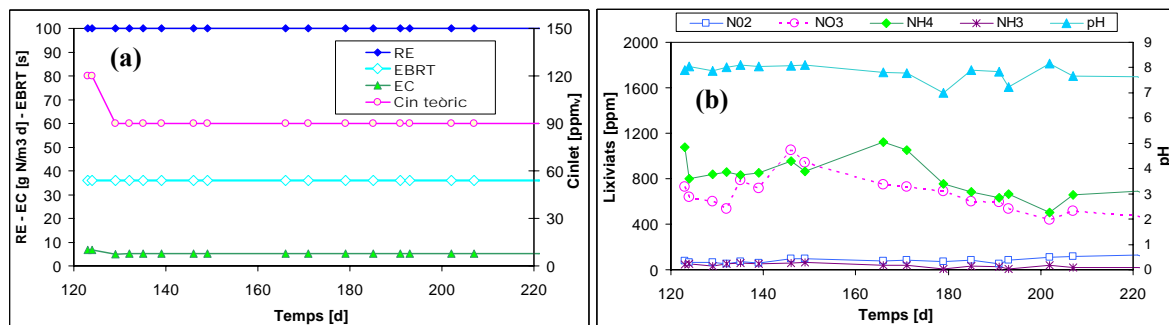 (a)
RE - EC [g N/m3 d] - EBRT [s]
100
90
80
70
60
50
40
30
20
10
0
RE
EBRT
EC
Cin teòric
150
120
90
60
30
0
Cinlet [ppmv]
120 140 160 180 200 220
Temps [d]
N02 NO3 NH4 NH3 pH
(b)
Lixiviats [ppm]
2000
1600
1200
800
400
0
9
8
7
6
5
4
3
2
1
0
pH
120 140 160 180 200 220
Temps [d]